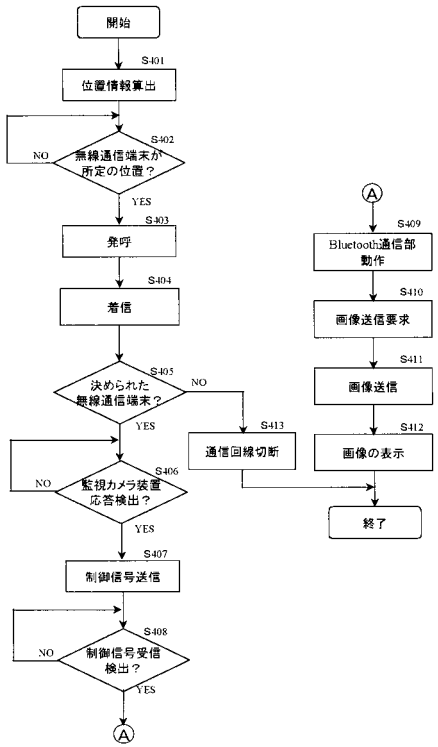 開始
S401
位置情報算出
S402
無線通信端末が
所定の位置？
NO
YES
S403
発呼
S404
着信
S405
決められた
無線通信端末？
NO
YES
S413
通信回線切断
S406
監視カメラ装置
応答検出？
NO
YES
S407
制御信号送信
S408
制御信号受信
検出？
NO
YES
A
A
S409
Bluetooth通信部
動作
S410
画像送信要求
S411
画像送信
S412
画像の表示
終了